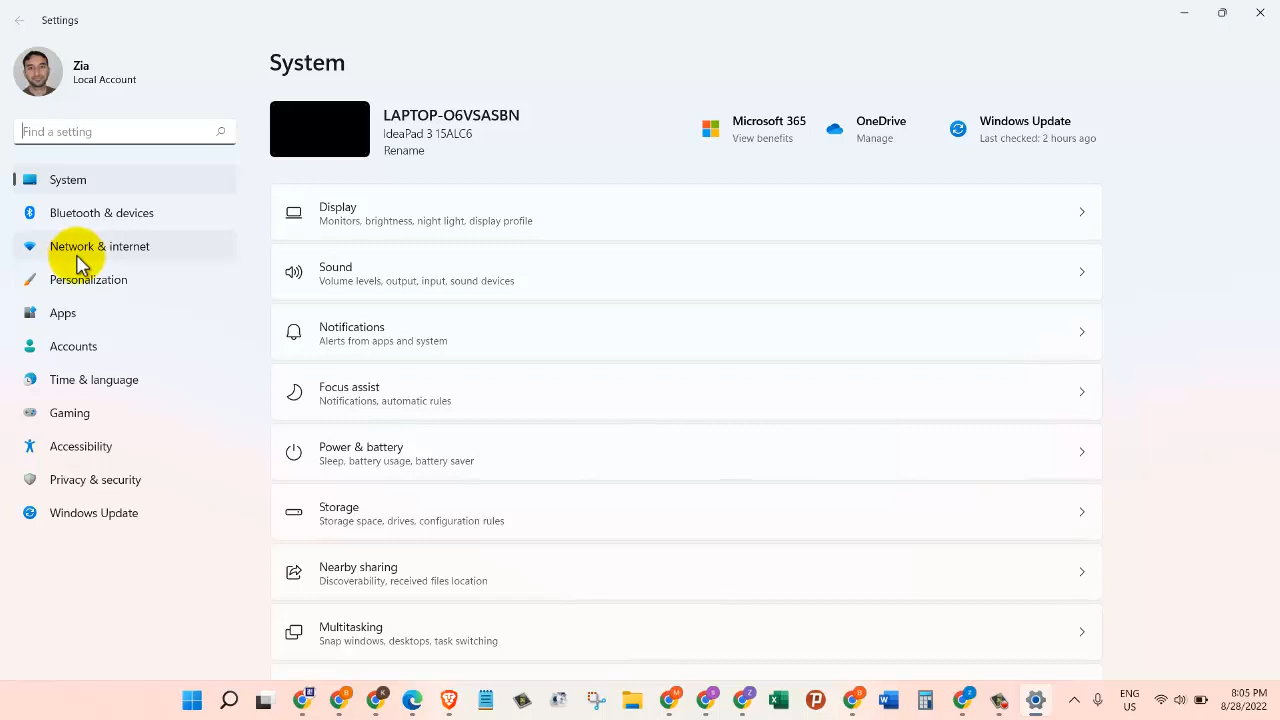 Settings
Zia
Local Account
Find a setting
System
Bluetooth & devices
Network & internet
Personalization
Apps
Accounts
Time & language
Gaming
Accessibility
Privacy & security
Windows Update
System
LAPTOP-O6VSASBN
IdeaPad 3 15ALC6
Rename
Microsoft 365
View benefits
OneDrive
Manage
Windows Update
Last checked: 2 hours ago
Display
Monitors, brightness, night light, display profile
Sound
Volume levels, output, input, sound devices
Notifications
Alerts from apps and system
Focus assist
Notifications, automatic rules
Power & battery
Sleep, battery usage, battery saver
Storage
Storage space, drives, configuration rules
Nearby sharing
Discoverability, received files location
Multitasking
Snap windows, desktops, task switching
ENG
US
8:05 PM
8/28/2022